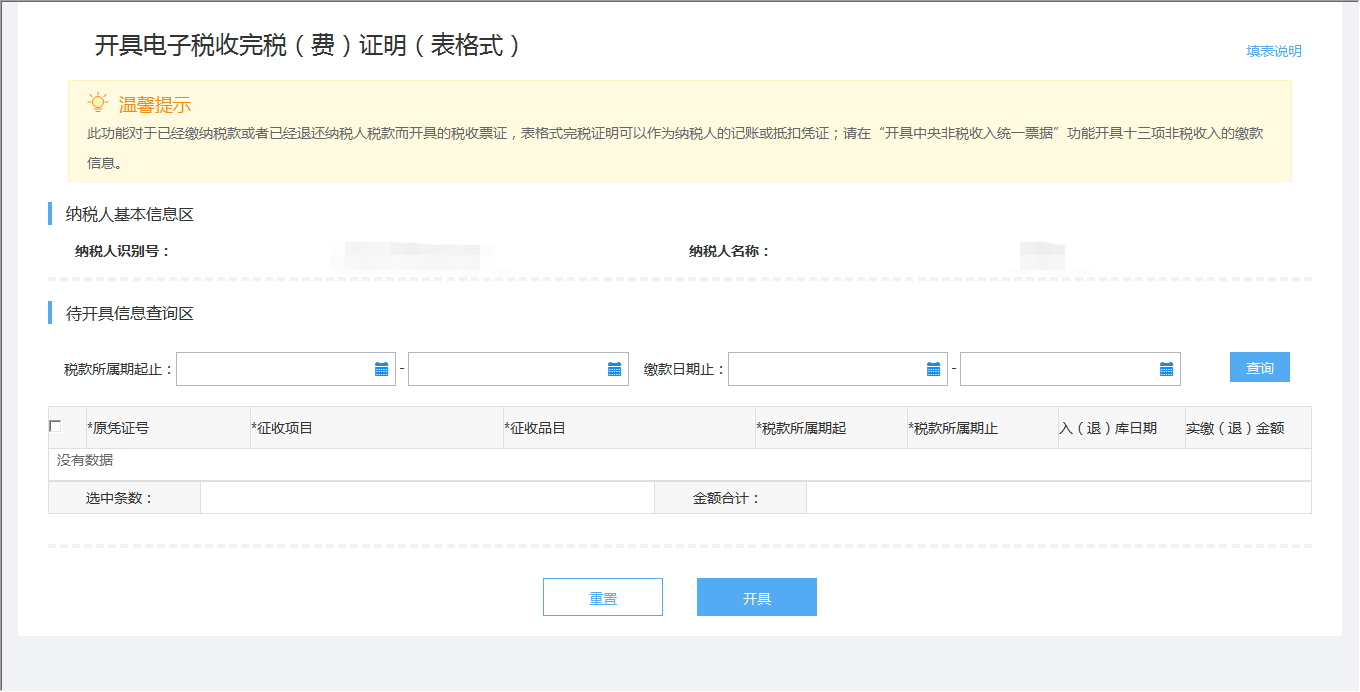 开具电子税收完税（费）证明（表格式）
填表说明
温馨提示
此功能对于已经缴纳税款或者已经退还纳税人税款而开具的税收票证，表格式完税证明可以作为纳税人的记账或抵扣凭证；请在“开具中央非税收入统一票据”功能开具十三项非税收入的缴款
信息。
纳税人基本信息区
纳税人识别号： 纳税人名称：
待开具信息查询区
税款所属期起止： - 缴款日期止： - 查询
*原凭证号 *征收项目 *征收品目 *税款所属期起 *税款所属期止 入（退）库日期 实缴（退）金额
没有数据
选中条数： 金额合计：
重置 开具